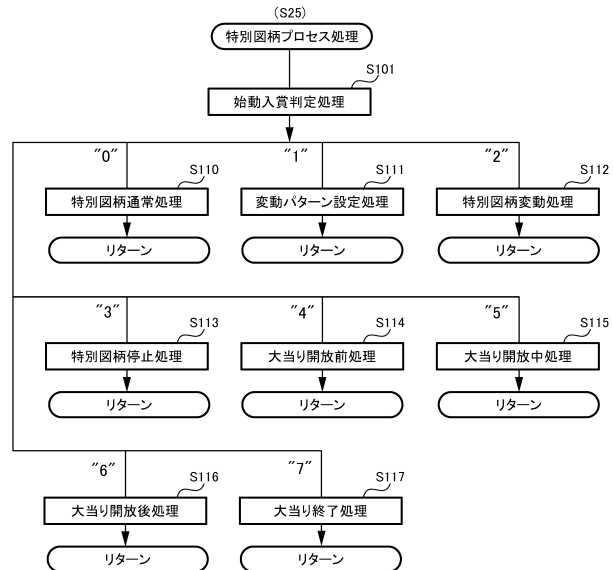 (S25)
特別図柄プロセス処理
S101
始動入賞判定処理
"0"
"1"
"2"
S110
S111
S112
特別図柄通常処理
変動パターン設定処理
特別図柄変動処理
リターン
リターン
リターン
"3"
"4"
"5"
S113
S114
S115
特別図柄停止処理
大当り開放前処理
大当り開放中処理
リターン
リターン
リターン
"6"
"7"
S116
S117
大当り開放後処理
大当り終了処理
リターン
リターン